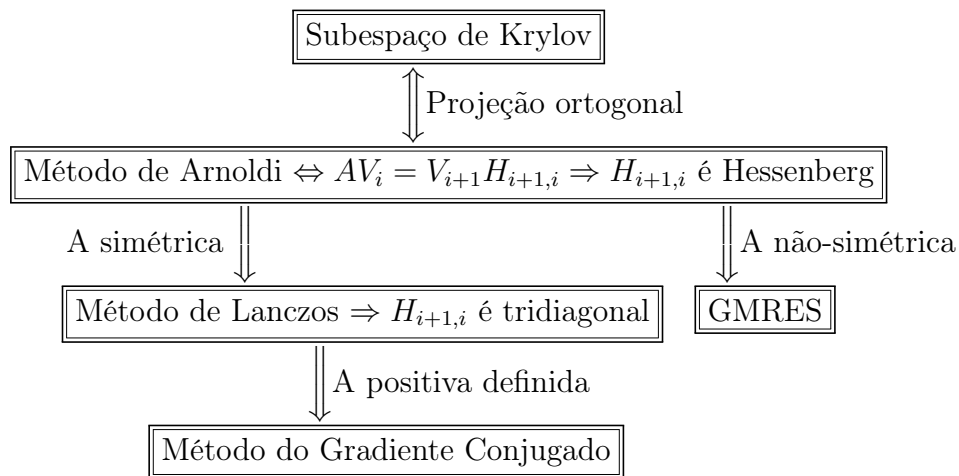 Subespaço de Krylov
Projeção ortogonal
Método de Arnoldi ⇔ AV_i = V_{i+1}H_{i+1,i} ⇒ H_{i+1,i} é Hessenberg
A simétrica
A não-simétrica
Método de Lanczos ⇒ H_{i+1,i} é tridiagonal
GMRES
A positiva definida
Método do Gradiente Conjugado